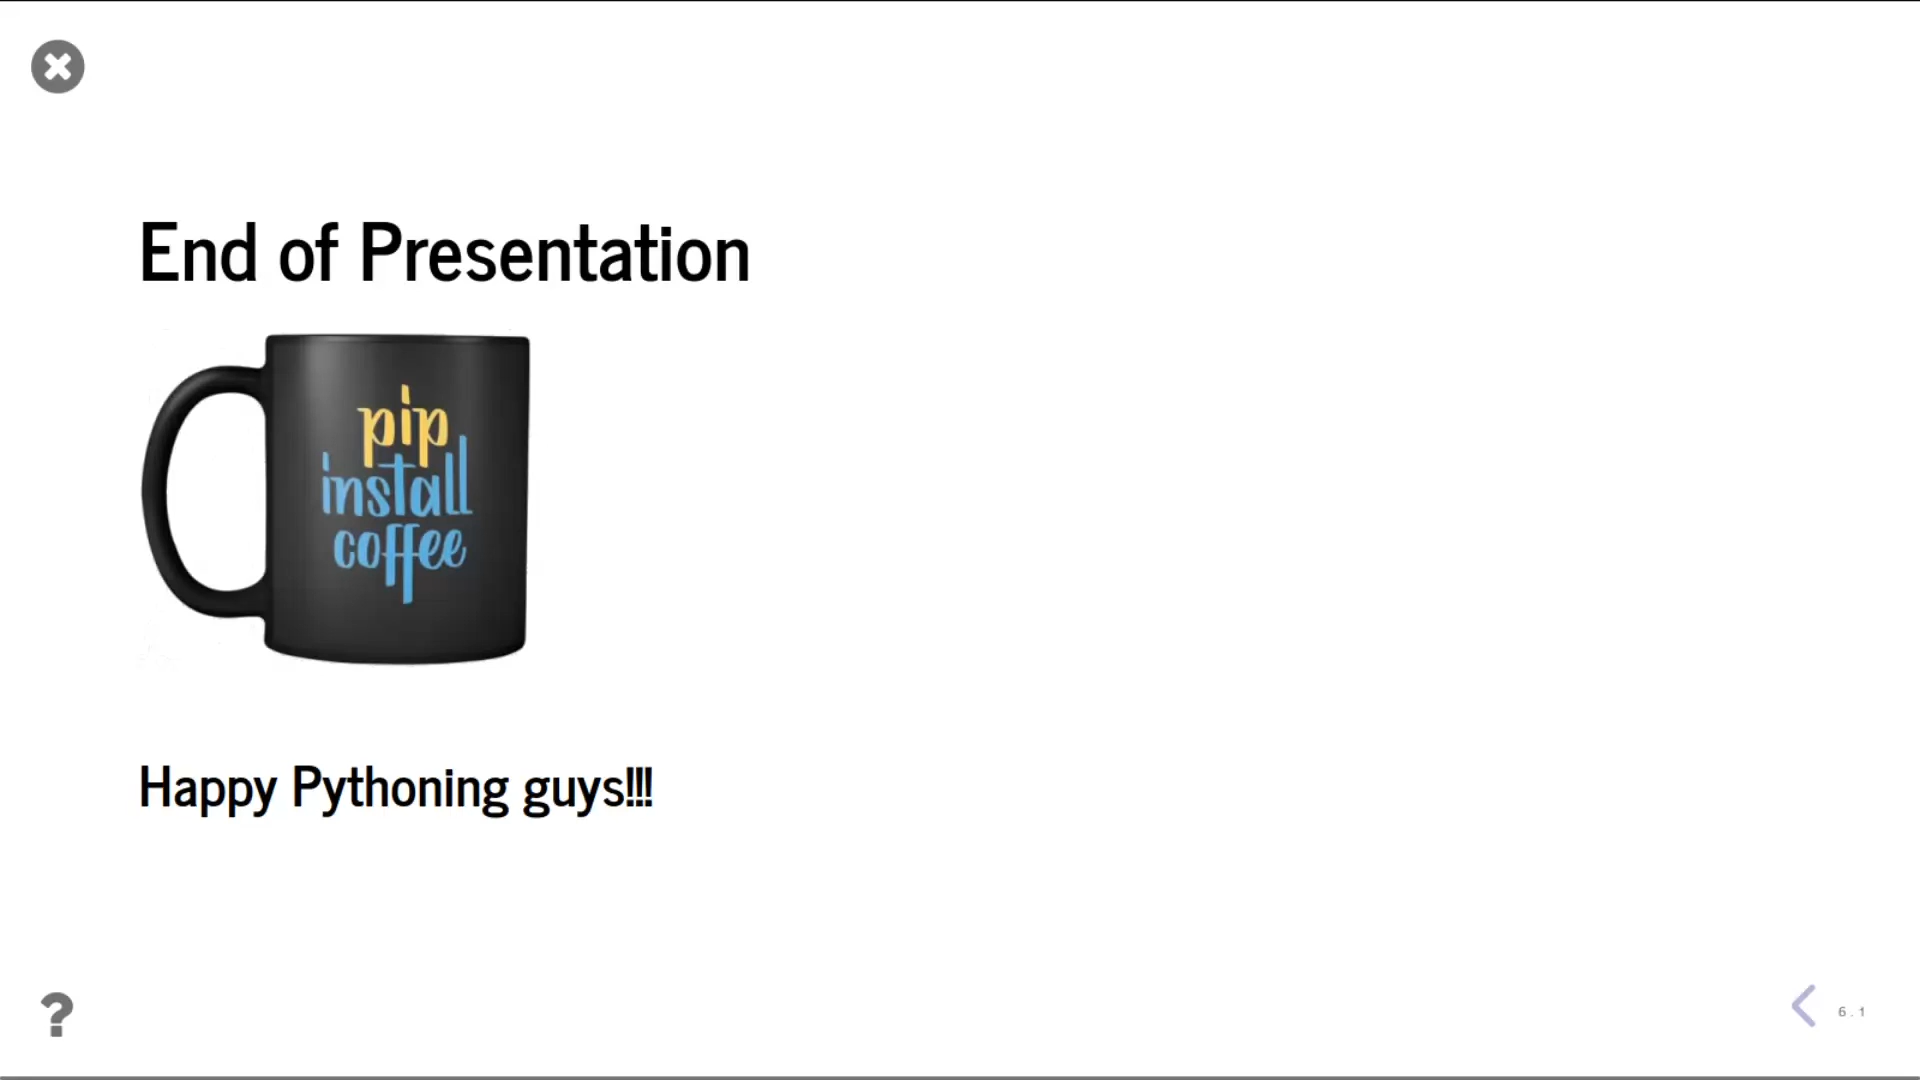 End of Presentation
pip
install
coffee
Happy Pythoning guys!!!
?
6 . 1